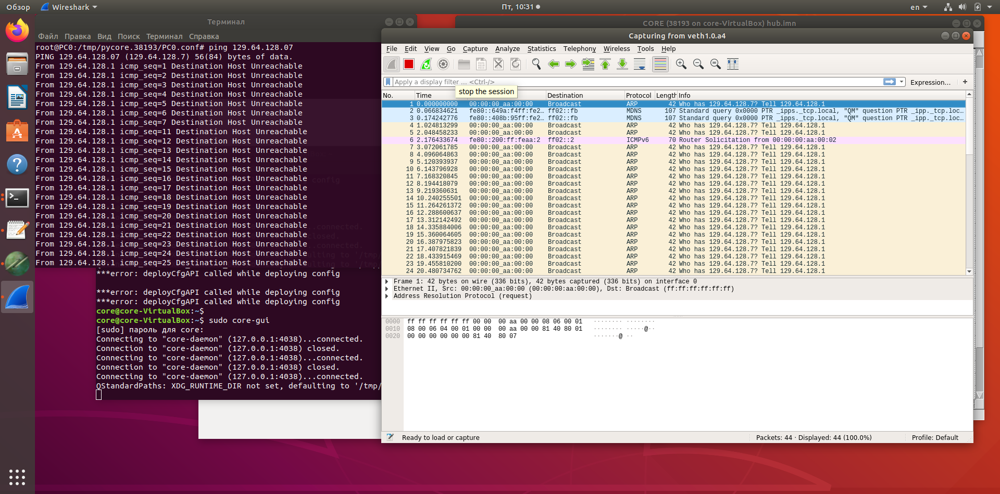 Обзор Wireshark Пт, 10:31 en
Терминал
Файл Правка Вид Поиск Терминал Справка
root@PC0:/tmp/pycore.38193/PC0.conf# ping 129.64.128.07
PING 129.64.128.07 (129.64.128.7) 56(84) bytes of data.
From 129.64.128.1 icmp_seq=1 Destination Host Unreachable
From 129.64.128.1 icmp_seq=2 Destination Host Unreachable
From 129.64.128.1 icmp_seq=3 Destination Host Unreachable
From 129.64.128.1 icmp_seq=4 Destination Host Unreachable
From 129.64.128.1 icmp_seq=5 Destination Host Unreachable
From 129.64.128.1 icmp_seq=6 Destination Host Unreachable
From 129.64.128.1 icmp_seq=7 Destination Host Unreachable
From 129.64.128.1 icmp_seq=11 Destination Host Unreachable
From 129.64.128.1 icmp_seq=12 Destination Host Unreachable
From 129.64.128.1 icmp_seq=13 Destination Host Unreachable
From 129.64.128.1 icmp_seq=14 Destination Host Unreachable
From 129.64.128.1 icmp_seq=15 Destination Host Unreachable
From 129.64.128.1 icmp_seq=16 Destination Host Unreachable
From 129.64.128.1 icmp_seq=17 Destination Host Unreachable
From 129.64.128.1 icmp_seq=18 Destination Host Unreachable
From 129.64.128.1 icmp_seq=19 Destination Host Unreachable
From 129.64.128.1 icmp_seq=20 Destination Host Unreachable
From 129.64.128.1 icmp_seq=21 Destination Host Unreachable
From 129.64.128.1 icmp_seq=22 Destination Host Unreachable
From 129.64.128.1 icmp_seq=23 Destination Host Unreachable
From 129.64.128.1 icmp_seq=24 Destination Host Unreachable
From 129.64.128.1 icmp_seq=25 Destination Host Unreachable
***error: deployCfgAPI called while deploying config
***error: deployCfgAPI called while deploying config
***error: deployCfgAPI called while deploying config
core@core-VirtualBox:~$
core@core-VirtualBox:~$ sudo core-gui
[sudo] пароль для core:
Connecting to "core-daemon" (127.0.0.1:4038)...connected.
Connection to "core-daemon" (127.0.0.1:4038) closed.
Connecting to "core-daemon" (127.0.0.1:4038)...connected.
Connection to "core-daemon" (127.0.0.1:4038) closed.
Connecting to "core-daemon" (127.0.0.1:4038)...connected.
QStandardPaths: XDG_RUNTIME_DIR not set, defaulting to '/tmp/
CORE (38193 on core-VirtualBox) hub.imn
Capturing from veth1.0.a4
File Edit View Go Capture Analyze Statistics Telephony Wireless Tools Help
Apply a display filter ... <Ctrl-/> Expression... +
stop the session
No. Time Destination Protocol Length Info
1 0.000000000 00:00:00_aa:00:00 Broadcast ARP 42 Who has 129.64.128.7? Tell 129.64.128.1
2 0.066834621 fe80::649a:f4ff:fe2… ff02::fb MDNS 107 Standard query 0x0000 PTR _ipps._tcp.local, "QM" question PTR _ipp._tcp.loc…
3 0.174242776 fe80::408b:95ff:fe2… ff02::fb MDNS 107 Standard query 0x0000 PTR _ipps._tcp.local, "QM" question PTR _ipp._tcp.loc…
4 1.024813299 00:00:00_aa:00:00 Broadcast ARP 42 Who has 129.64.128.7? Tell 129.64.128.1
5 2.048458233 00:00:00_aa:00:00 Broadcast ARP 42 Who has 129.64.128.7? Tell 129.64.128.1
6 2.176433674 fe80::200:ff:feaa:2 ff02::2 ICMPv6 70 Router Solicitation from 00:00:00:aa:00:02
7 3.072061785 00:00:00_aa:00:00 Broadcast ARP 42 Who has 129.64.128.7? Tell 129.64.128.1
8 4.096064863 00:00:00_aa:00:00 Broadcast ARP 42 Who has 129.64.128.7? Tell 129.64.128.1
9 5.120393937 00:00:00_aa:00:00 Broadcast ARP 42 Who has 129.64.128.7? Tell 129.64.128.1
10 6.143796928 00:00:00_aa:00:00 Broadcast ARP 42 Who has 129.64.128.7? Tell 129.64.128.1
11 7.168320845 00:00:00_aa:00:00 Broadcast ARP 42 Who has 129.64.128.7? Tell 129.64.128.1
12 8.194418079 00:00:00_aa:00:00 Broadcast ARP 42 Who has 129.64.128.7? Tell 129.64.128.1
13 9.219360631 00:00:00_aa:00:00 Broadcast ARP 42 Who has 129.64.128.7? Tell 129.64.128.1
14 10.240255501 00:00:00_aa:00:00 Broadcast ARP 42 Who has 129.64.128.7? Tell 129.64.128.1
15 11.264261372 00:00:00_aa:00:00 Broadcast ARP 42 Who has 129.64.128.7? Tell 129.64.128.1
16 12.288600637 00:00:00_aa:00:00 Broadcast ARP 42 Who has 129.64.128.7? Tell 129.64.128.1
17 13.312142492 00:00:00_aa:00:00 Broadcast ARP 42 Who has 129.64.128.7? Tell 129.64.128.1
18 14.335884006 00:00:00_aa:00:00 Broadcast ARP 42 Who has 129.64.128.7? Tell 129.64.128.1
19 15.360064605 00:00:00_aa:00:00 Broadcast ARP 42 Who has 129.64.128.7? Tell 129.64.128.1
20 16.387975823 00:00:00_aa:00:00 Broadcast ARP 42 Who has 129.64.128.7? Tell 129.64.128.1
21 17.407821839 00:00:00_aa:00:00 Broadcast ARP 42 Who has 129.64.128.7? Tell 129.64.128.1
22 18.433915469 00:00:00_aa:00:00 Broadcast ARP 42 Who has 129.64.128.7? Tell 129.64.128.1
23 19.455810200 00:00:00_aa:00:00 Broadcast ARP 42 Who has 129.64.128.7? Tell 129.64.128.1
24 20.480734762 00:00:00_aa:00:00 Broadcast ARP 42 Who has 129.64.128.7? Tell 129.64.128.1
Frame 1: 42 bytes on wire (336 bits), 42 bytes captured (336 bits) on interface 0
Ethernet II, Src: 00:00:00_aa:00:00 (00:00:00:aa:00:00), Dst: Broadcast (ff:ff:ff:ff:ff:ff)
Address Resolution Protocol (request)
0000 ff ff ff ff ff ff 00 00 00 aa 00 00 08 06 00 01 ········ ········
0010 08 00 06 04 00 01 00 00 00 aa 00 00 81 40 80 01 ········ ·····@··
0020 00 00 00 00 00 00 81 40 80 07 ·······@ ··
Ready to load or capture Packets: 44 · Displayed: 44 (100.0%) Profile: Default